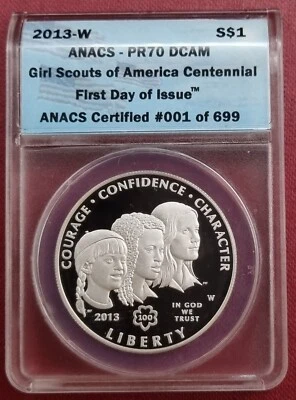 2013-W S$1
ANACS - PR70 DCAM
Girl Scouts of America Centennial
First Day of Issue™
ANACS Certified #001 of 699
COURAGE · CONFIDENCE · CHARACTER
W
IN GOD
WE
TRUST
2013
100
LIBERTY